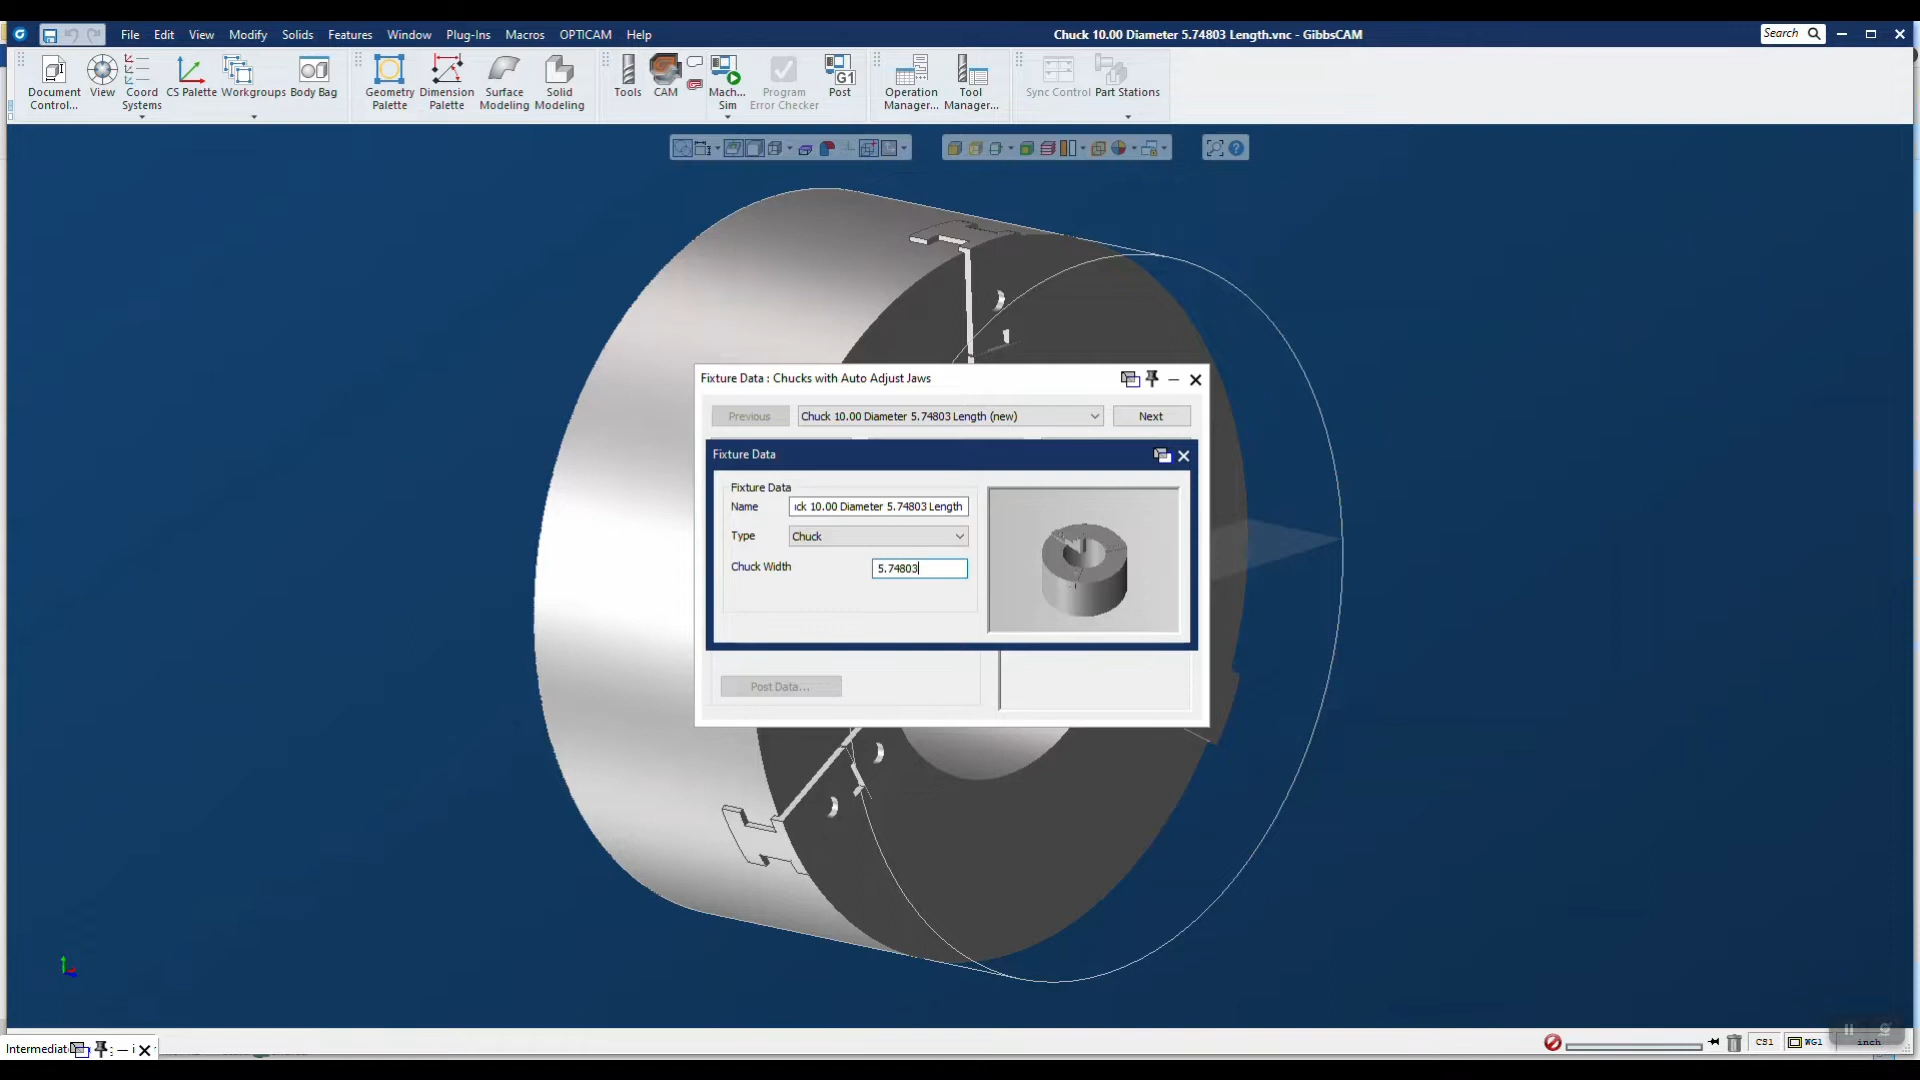 File Edit View Modify Solids Features Window Plug-Ins Macros OPTICAM Help
Chuck 10.00 Diameter 5.74803 Length.vnc - GibbsCAM
Search
Document Control...
View
Coord Systems
CS Palette
Workgroups
Body Bag
Geometry Palette
Dimension Palette
Surface Modeling
Solid Modeling
Tools
CAM
Mach... Sim
Program Error Checker
G1
Post
Operation Manager...
Tool Manager...
Sync Control
Part Stations
Fixture Data : Chucks with Auto Adjust Jaws
Previous
Chuck 10.00 Diameter 5.74803 Length (new)
Next
Fixture Data
Fixture Data
Name
ck 10.00 Diameter 5.74803 Length
Type
Chuck
Chuck Width
5.74803
Post Data...
Intermediat
CS1
WG1
inch